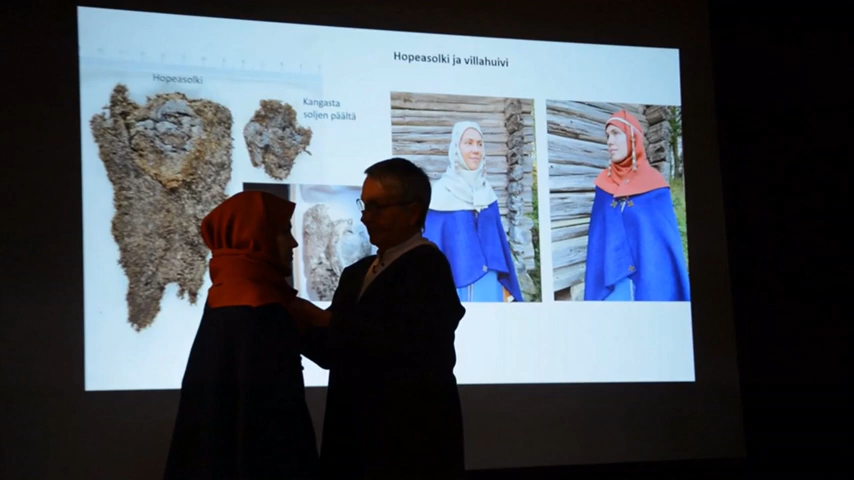 Hopeasolki ja villahuivi
Hopeasolki
Kangasta
soljen päältä